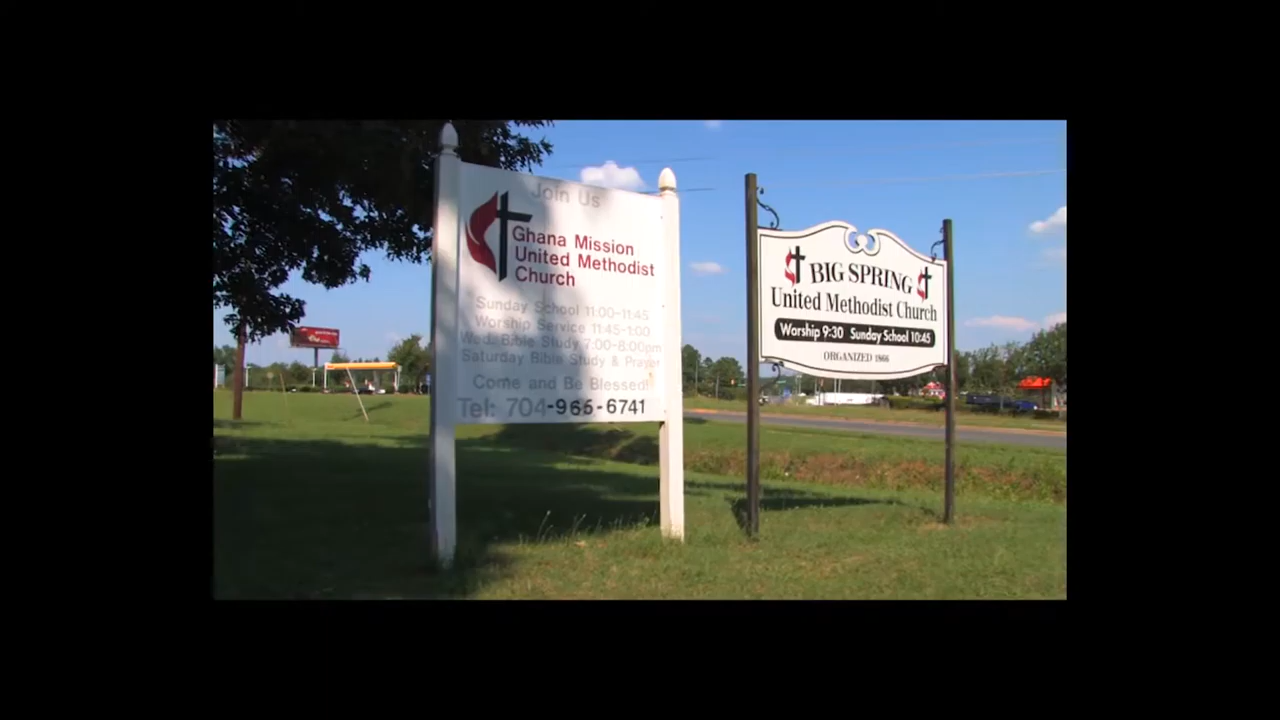 Join Us
Ghana Mission
United Methodist
Church
Sunday School 11:00-11:45
Worship Service 11:45-1:00
Wed. Bible Study 7:00-8:00pm
Saturday Bible Study & Prayer
Come and Be Blessed!
Tel: 704-965-6741
BIG SPRING
United Methodist Church
Worship 9:30 Sunday School 10:45
ORGANIZED 1866